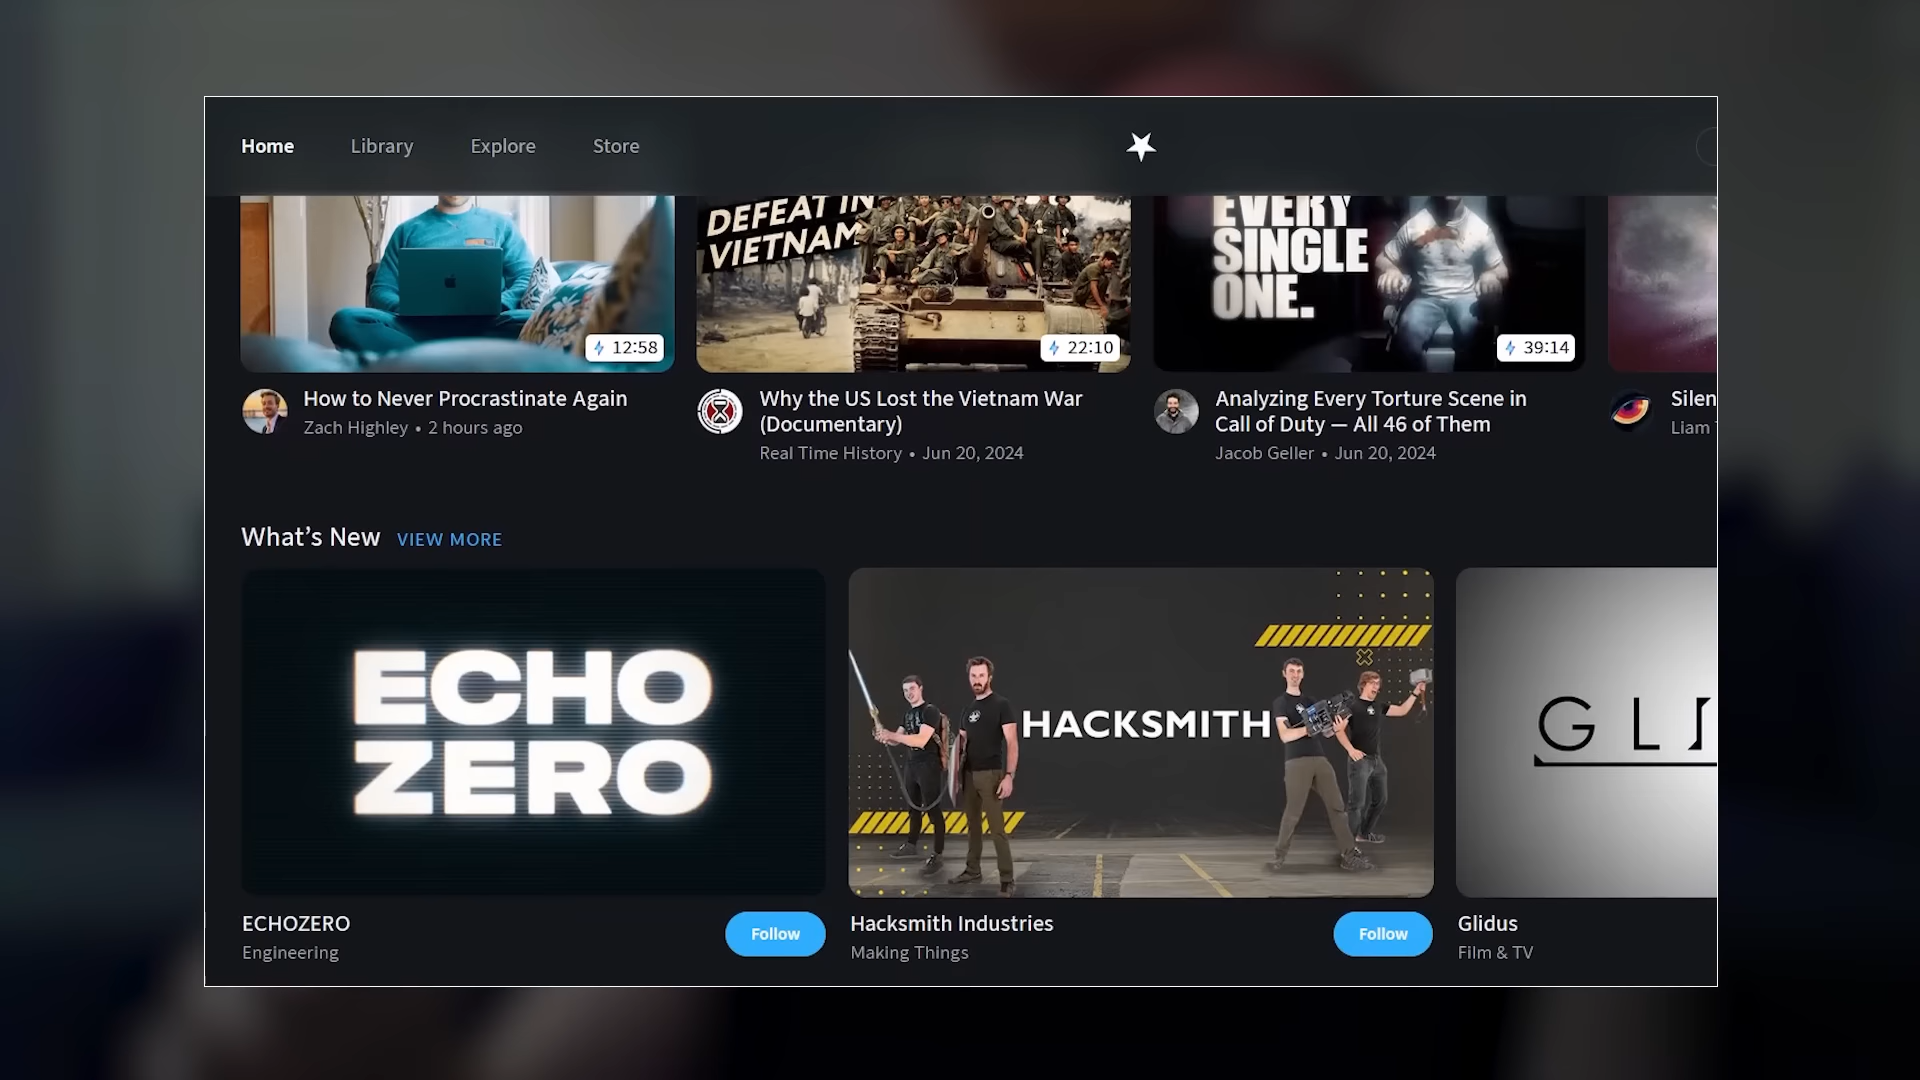 Home Library Explore Store
DEFEAT IN
VIETNAM
EVERY
SINGLE
ONE.
12:58
22:10
39:14
How to Never Procrastinate Again
Zach Highley • 2 hours ago
Why the US Lost the Vietnam War
(Documentary)
Real Time History • Jun 20, 2024
Analyzing Every Torture Scene in
Call of Duty — All 46 of Them
Jacob Geller • Jun 20, 2024
Liam
What's New VIEW MORE
ECHO
ZERO
HACKSMITH
ECHOZERO
Engineering
Follow
Hacksmith Industries
Making Things
Follow
Glidus
Film & TV